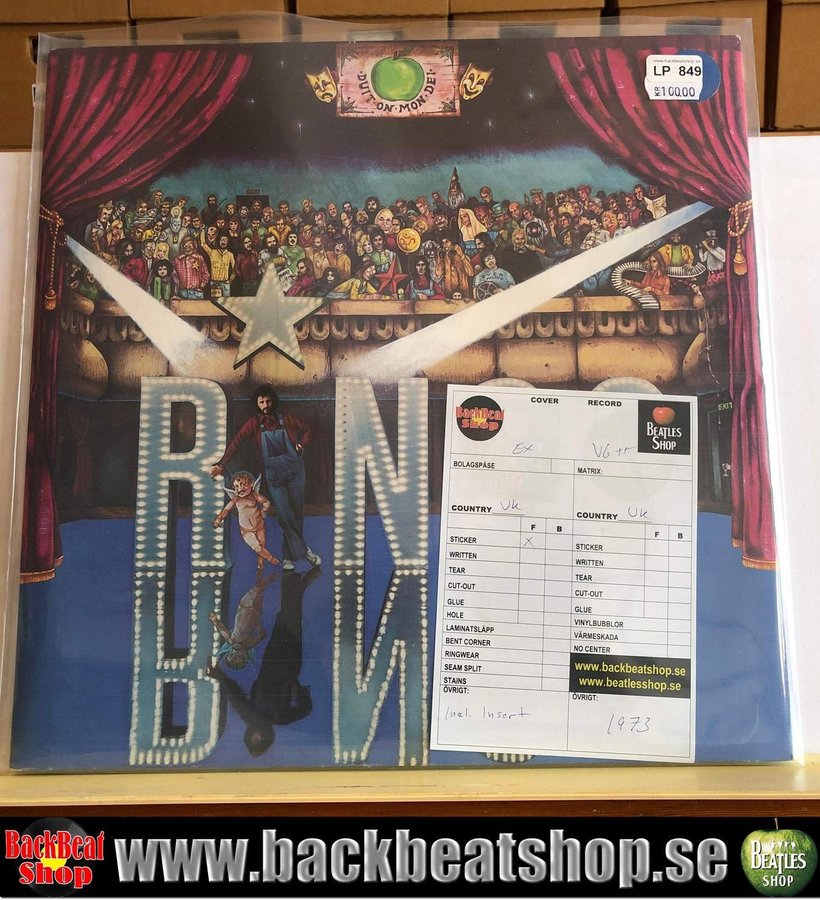 DUIT·ON·MON·DEI
www.backbeatshop.se
LP 849
100.00
R N
EXIT
BackBeat
Shop
COVER
RECORD
BEATLES
SHOP
EX
VG++
BOLAGSPÅSE
MATRIX:
COUNTRY UK
COUNTRY UK
F B
F B
STICKER X
STICKER
WRITTEN
WRITTEN
TEAR
TEAR
CUT-OUT
CUT-OUT
GLUE
GLUE
HOLE
VINYLBUBBLOR
LAMINATSLÄPP
VÄRMESKADA
BENT CORNER
NO CENTER
RINGWEAR
SEAM SPLIT
STAINS
www.backbeatshop.se
www.beatlesshop.se
ÖVRIGT:
ÖVRIGT:
Inel. Insert
1973
BackBeat
Shop
www.backbeatshop.se
BEATLES
SHOP